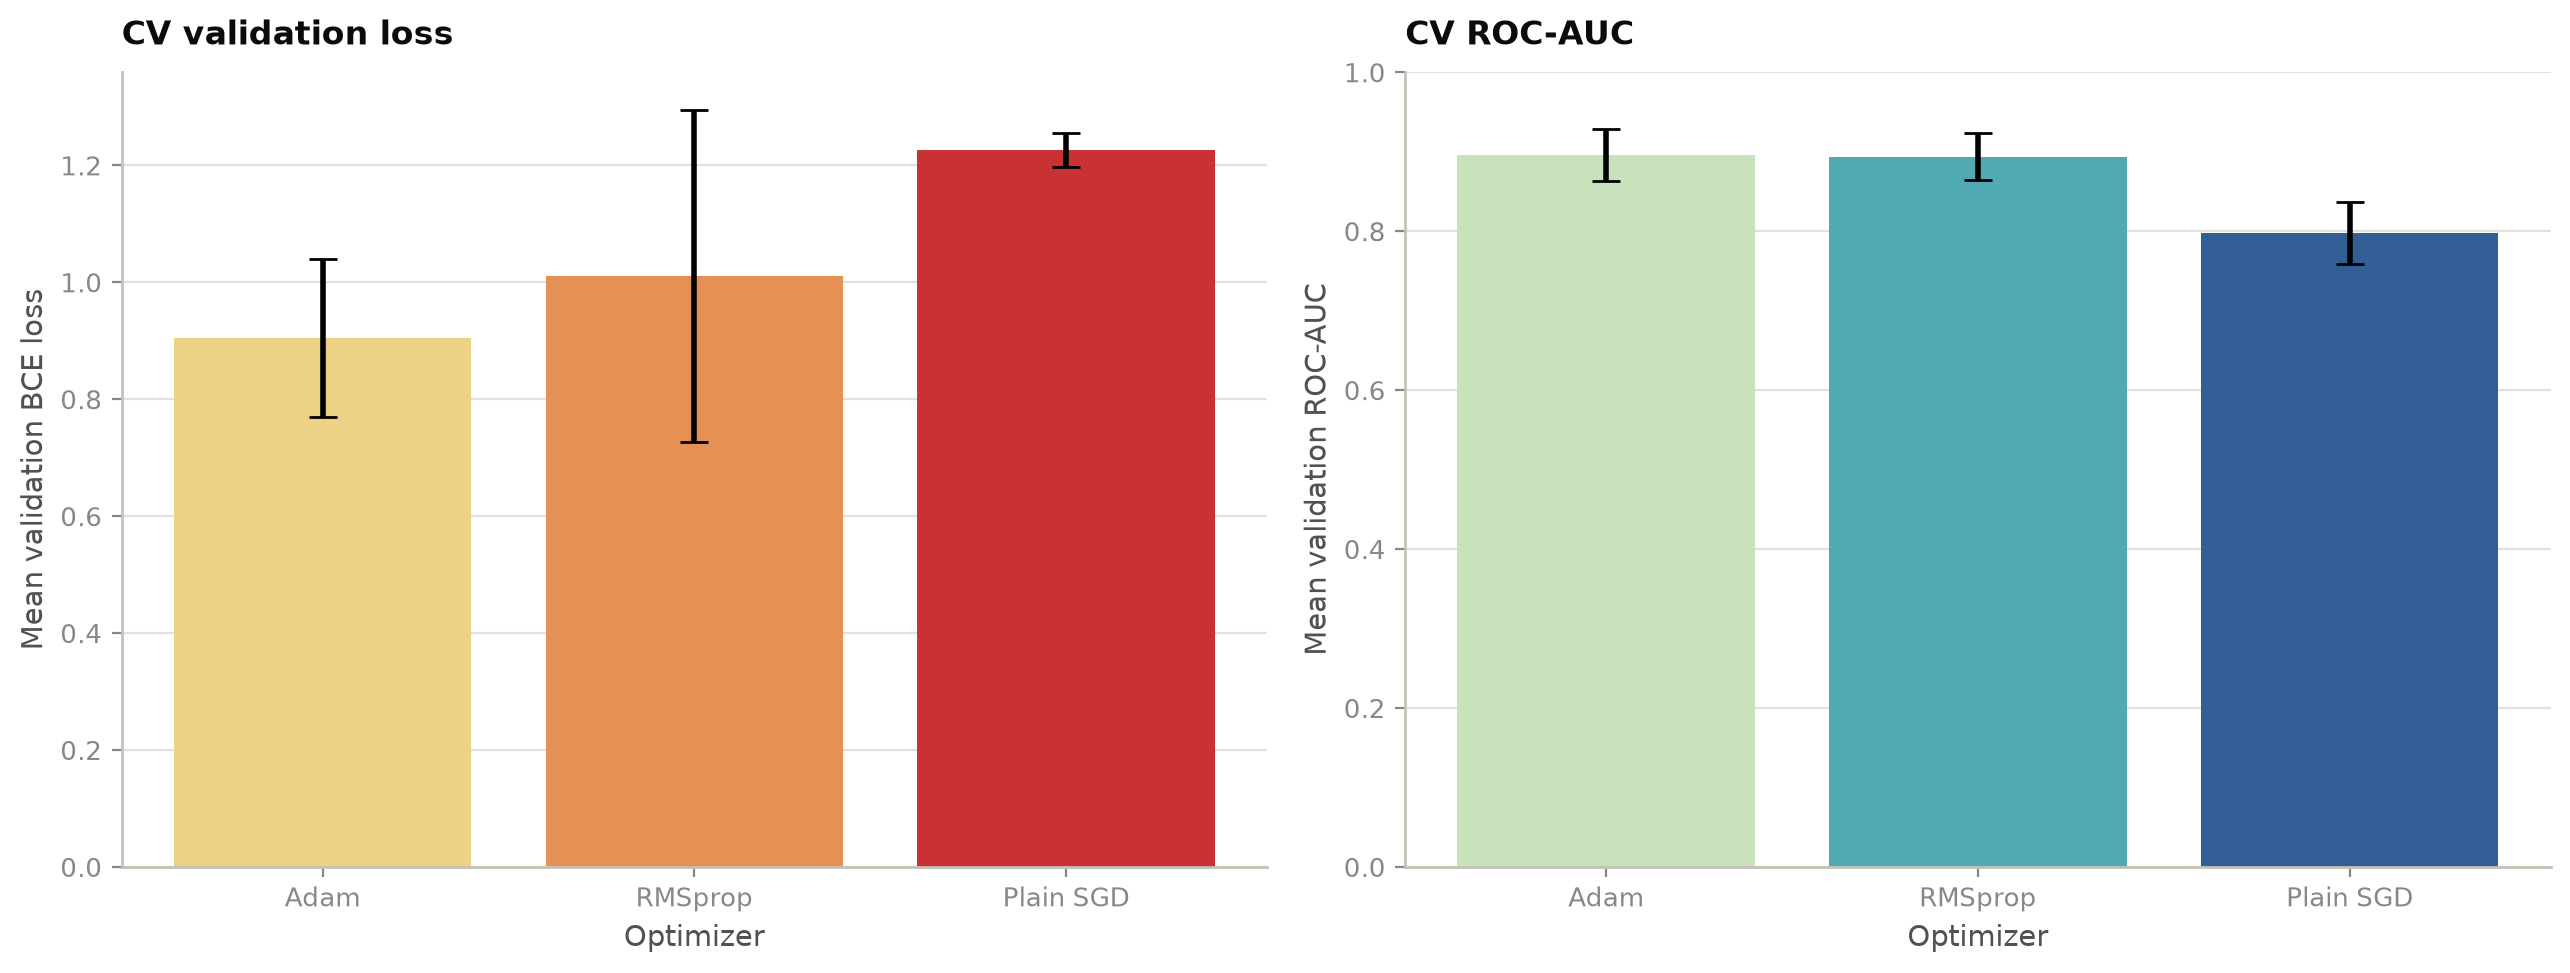 CV validation loss
Mean validation BCE loss
1.2
1.0
0.8
0.6
0.4
0.2
0.0
Adam
RMSprop
Plain SGD
Optimizer
CV ROC-AUC
Mean validation ROC-AUC
1.0
0.8
0.6
0.4
0.2
0.0
Adam
RMSprop
Plain SGD
Optimizer